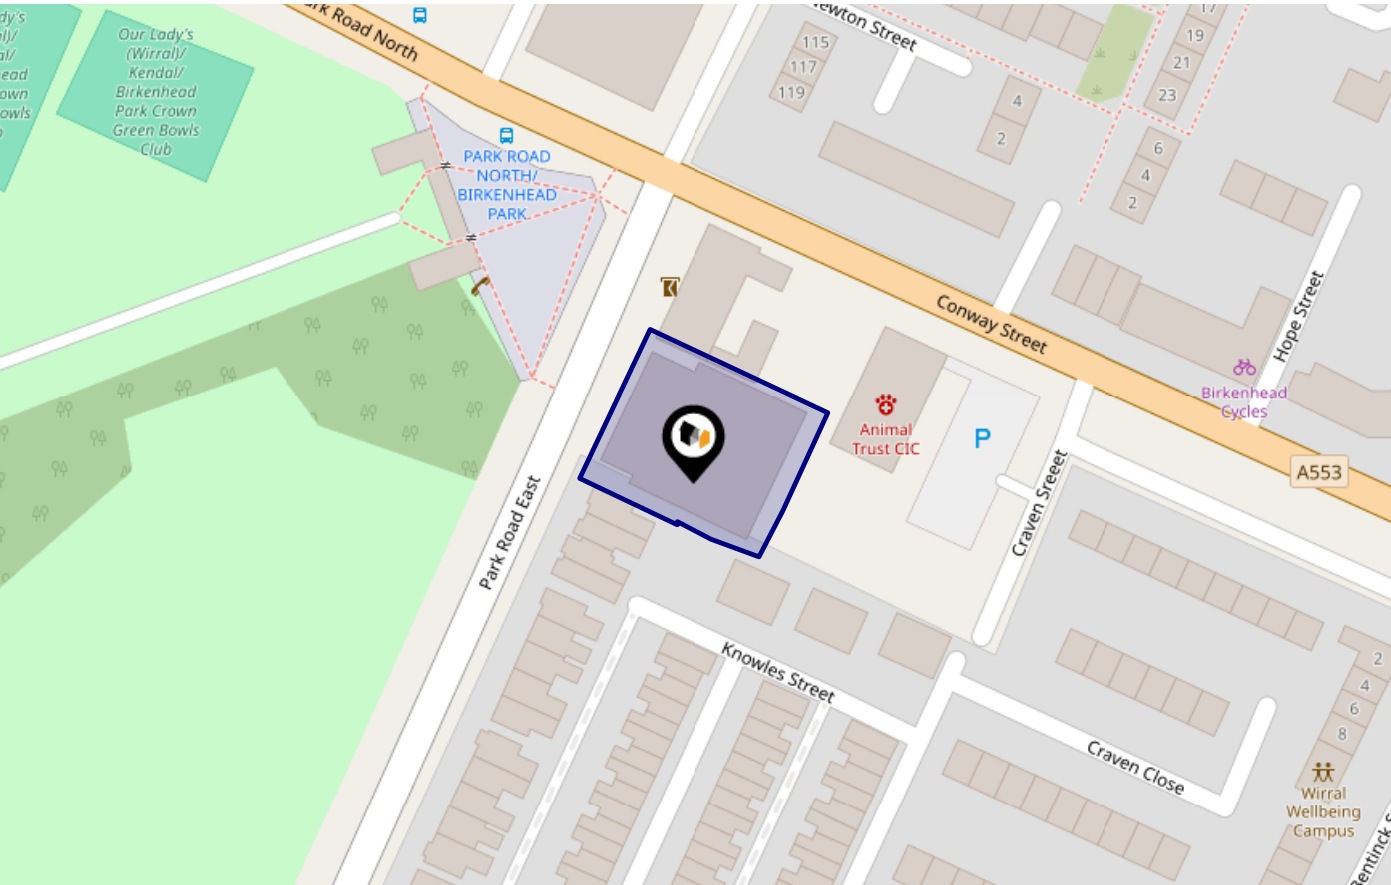 Park Road North
Newton Street
17
19
21
23
115
117
119
4
2
6
4
2
Our Lady's
(Wirral)/
Kendal/
Birkenhead
Park Crown
Green Bowls
Club
PARK ROAD
NORTH/
BIRKENHEAD
PARK
Conway Street
Hope Street
Birkenhead
Cycles
Animal
Trust CIC
P
A553
Craven Sreeet
Park Road East
Knowles Street
Craven Close
2
4
6
8
Wirral
Wellbeing
Campus